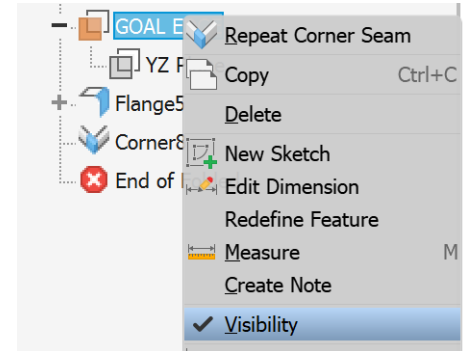 GOAL E
Repeat Corner Seam
YZ
Copy Ctrl+C
Flange5
Delete
Corner8
New Sketch
End of
Edit Dimension
Redefine Feature
Measure M
Create Note
Visibility